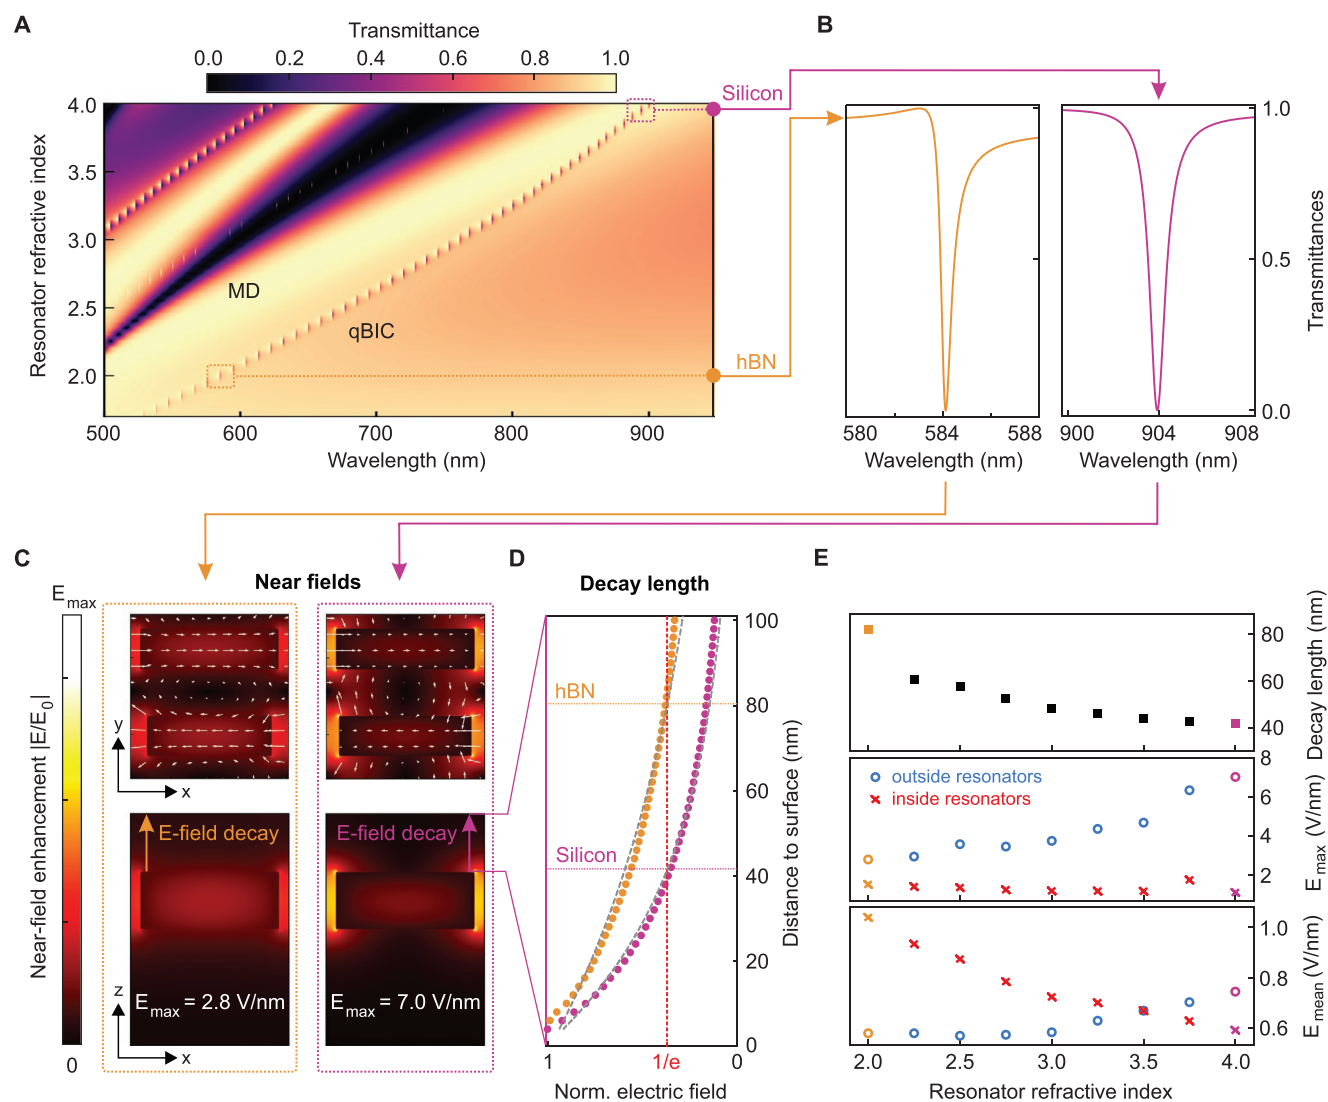 A
Transmittance
0.0 0.2 0.4 0.6 0.8 1.0
Resonator refractive index
4.0
3.5
3.0
2.5
2.0
MD
qBIC
Silicon
hBN
500 600 700 800 900
Wavelength (nm)
B
1.0
0.5
0.0
Transmittances
580 584 588
Wavelength (nm)
900 904 908
Wavelength (nm)
C
Near fields
Emax
Near-field enhancement |E/E0|
0
y
x
E-field decay
E-field decay
z
x
Emax = 2.8 V/nm
Emax = 7.0 V/nm
D
Decay length
hBN
Silicon
100
80
60
40
20
0
Distance to surface (nm)
1 1/e 0
Norm. electric field
E
80
60
40
Decay length (nm)
outside resonators
inside resonators
8
6
4
2
Emax (V/nm)
1.0
0.8
0.6
Emean (V/nm)
2.0 2.5 3.0 3.5 4.0
Resonator refractive index